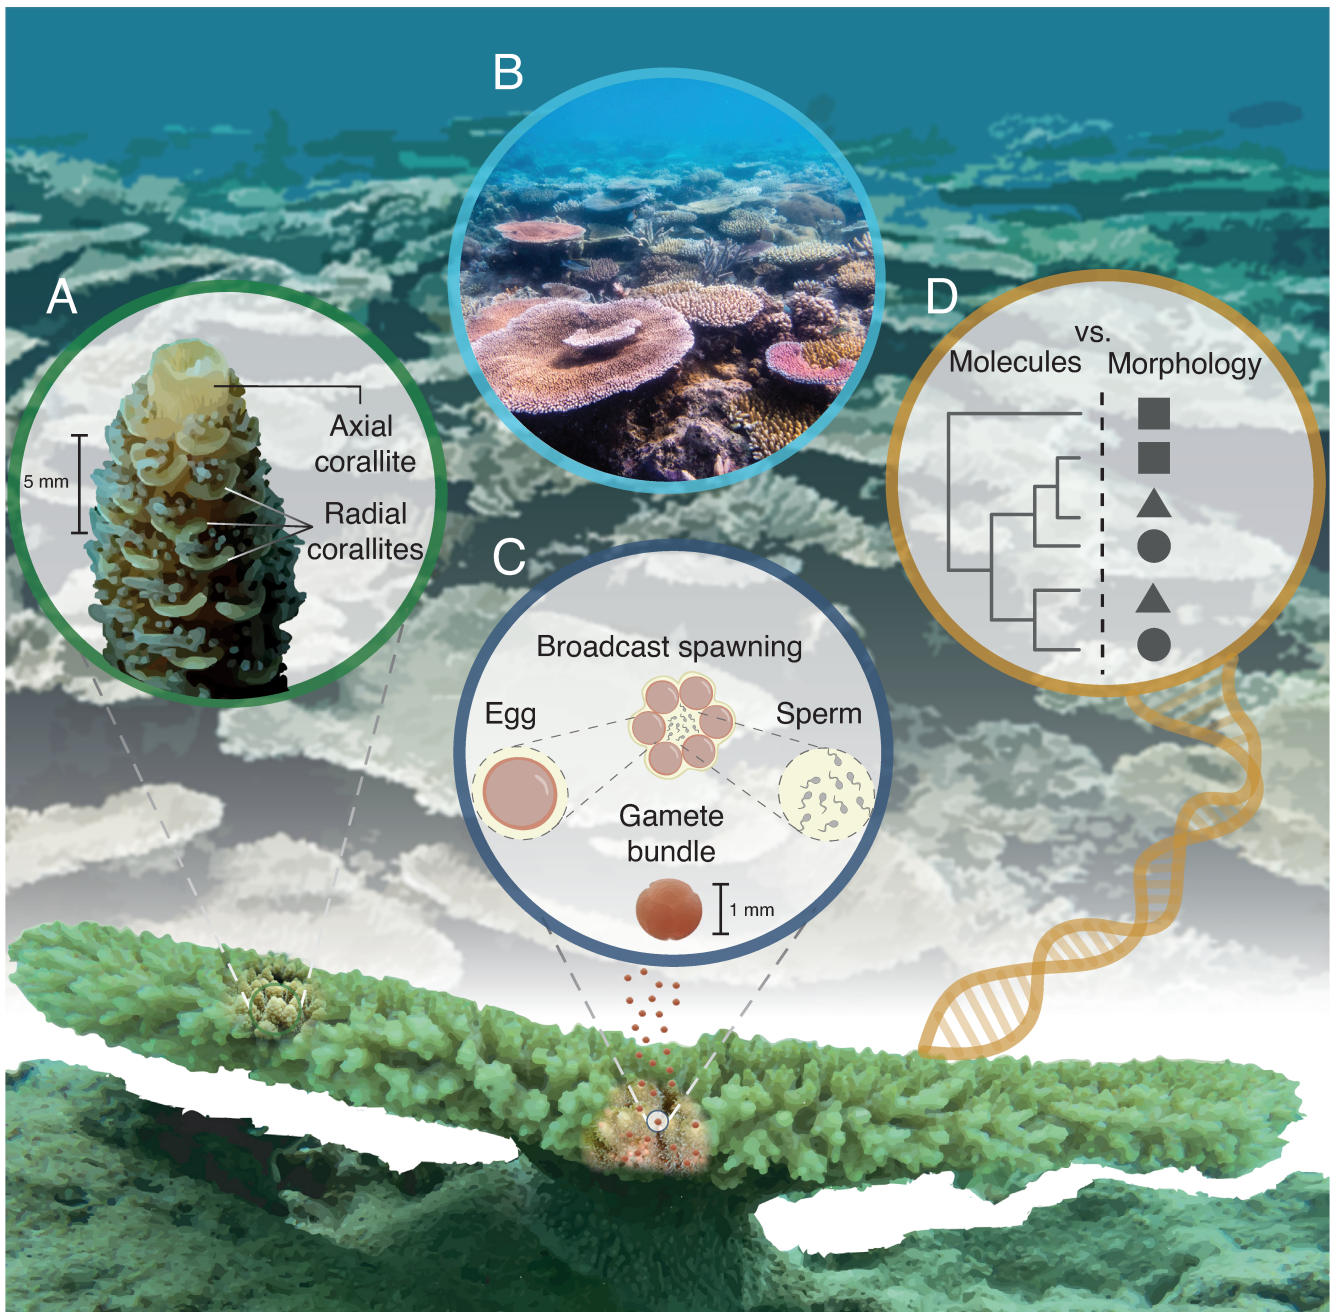 A
Axial
corallite
5 mm
Radial
corallites
B
C
Broadcast spawning
Egg
Sperm
Gamete
bundle
1 mm
D
vs.
Molecules
Morphology